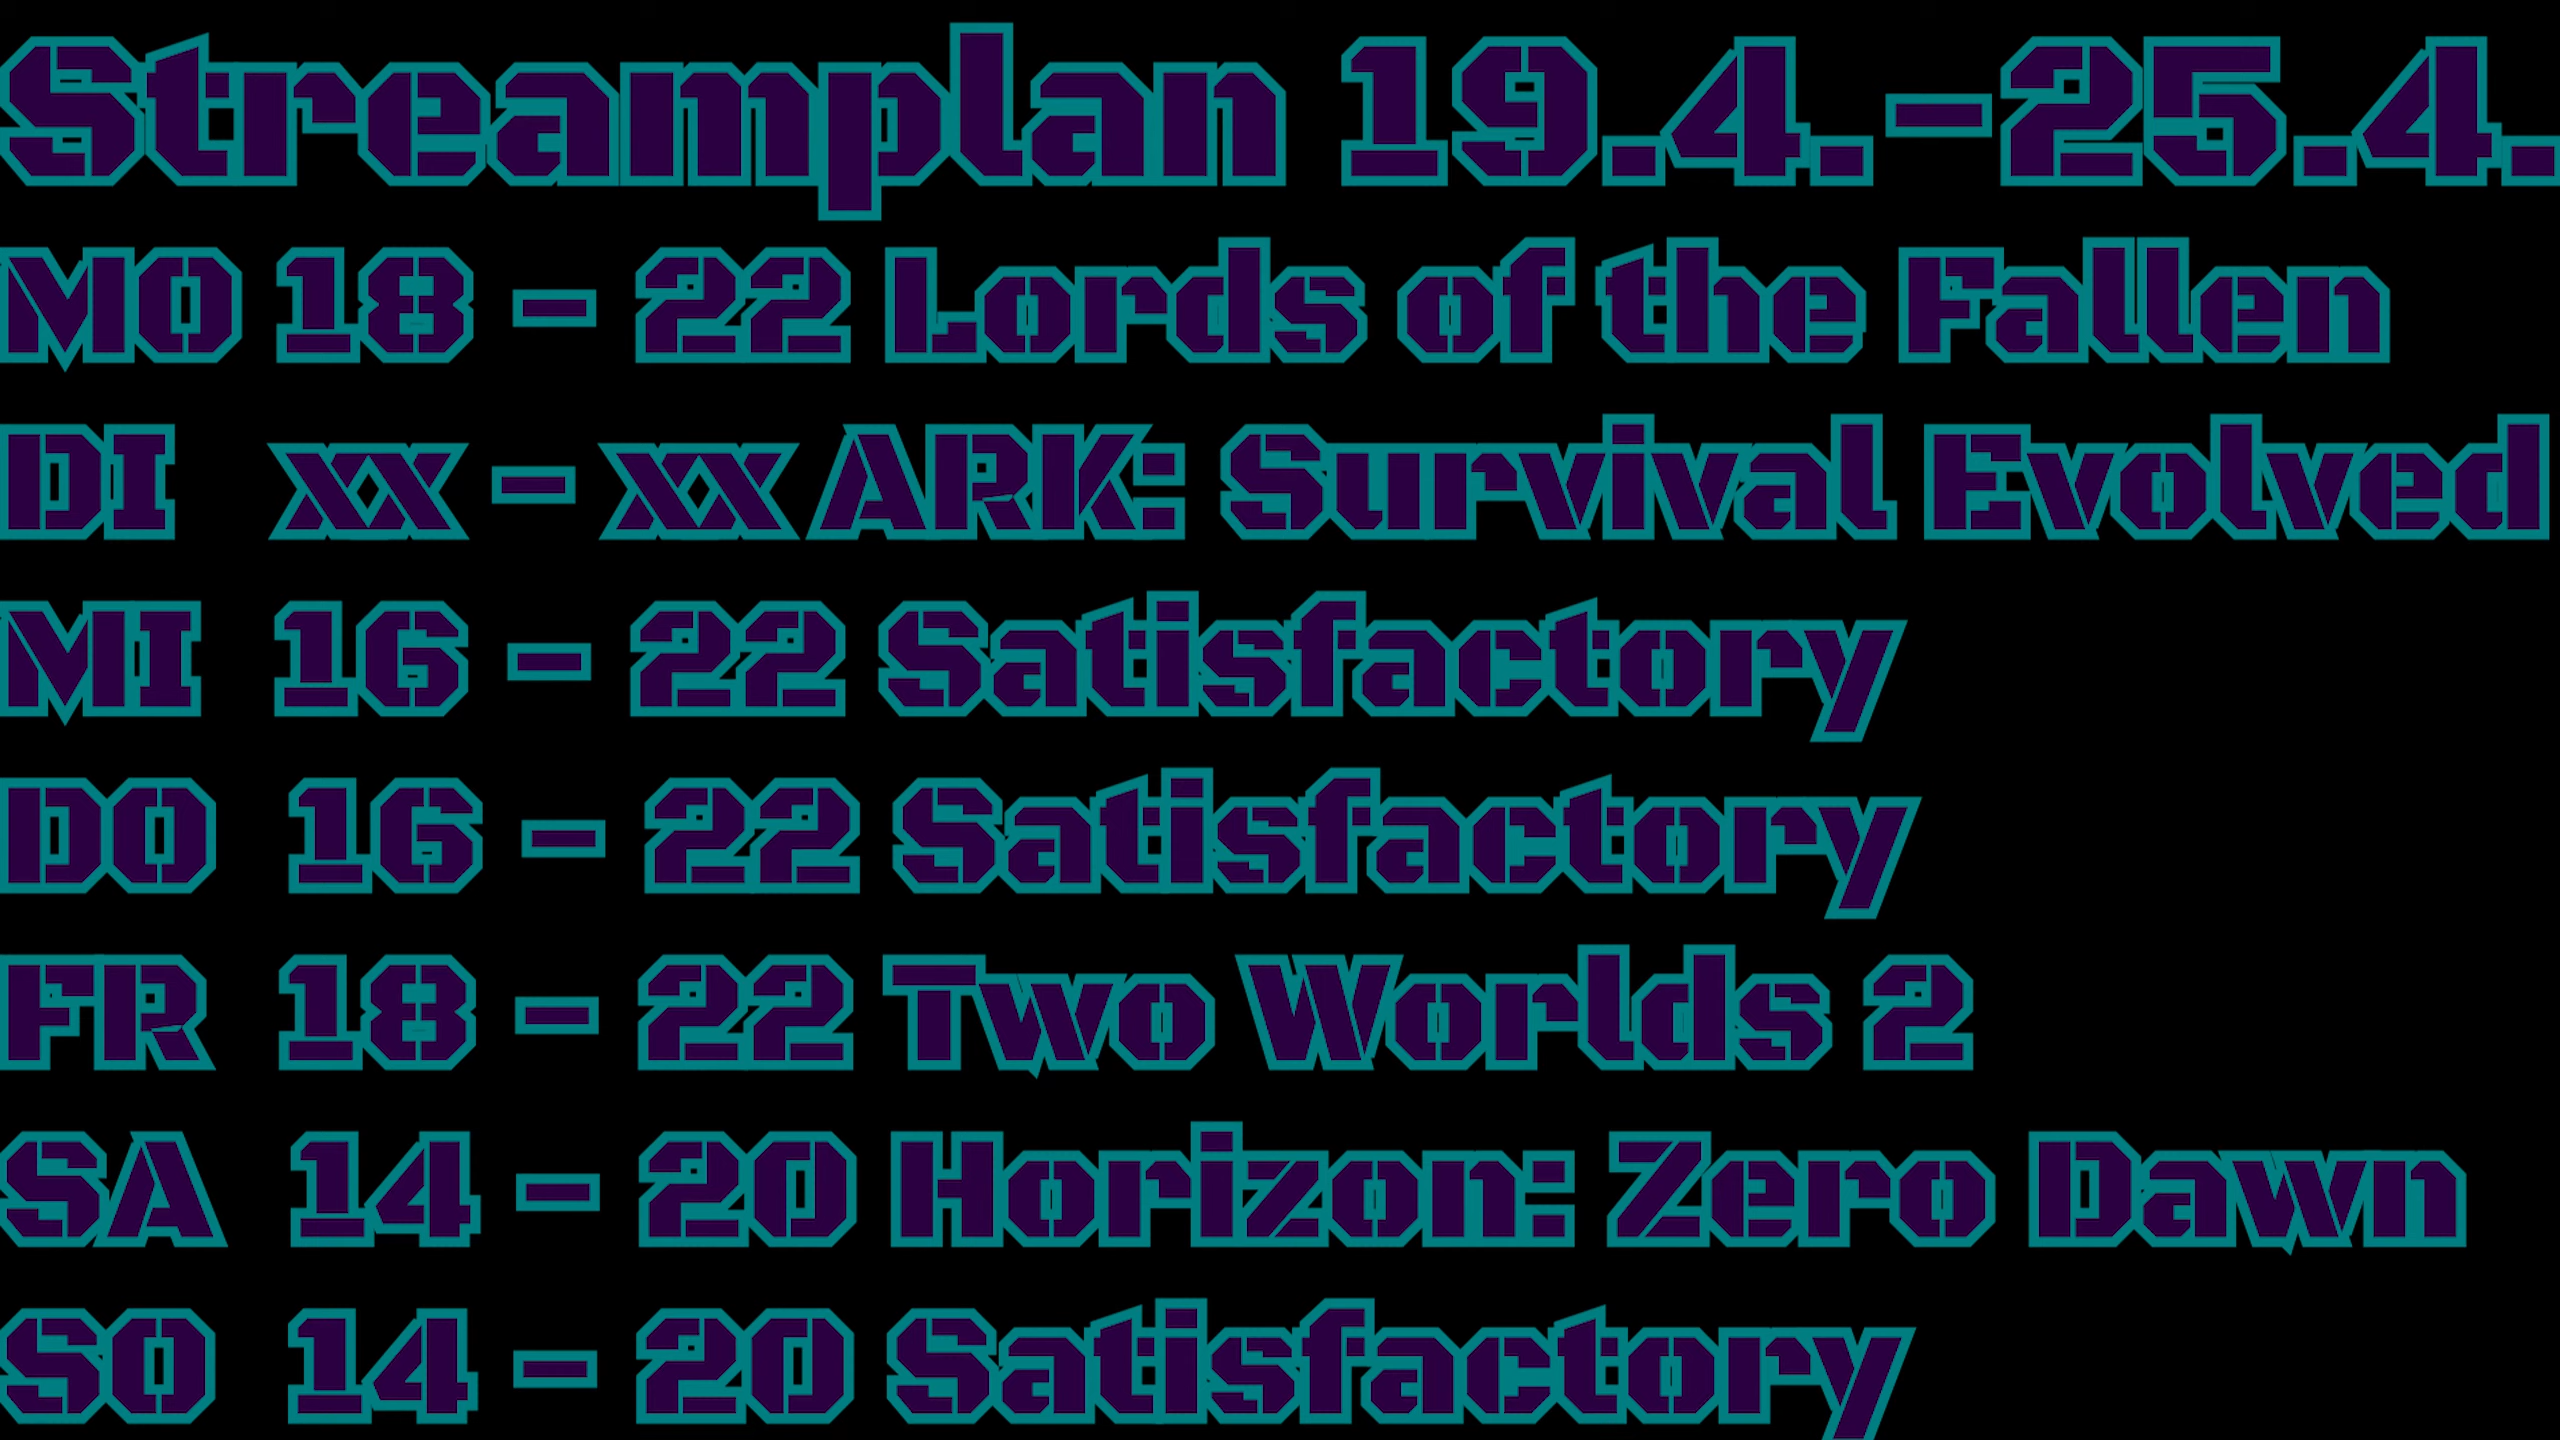 Streamplan 19.4.-25.4.
MO 18 - 22 Lords of the Fallen
DI xx - xx ARK: Survival Evolved
MI 16 - 22 Satisfactory
DO 16 - 22 Satisfactory
FR 18 - 22 Two Worlds 2
SA 14 - 20 Horizon: Zero Dawn
SO 14 - 20 Satisfactory